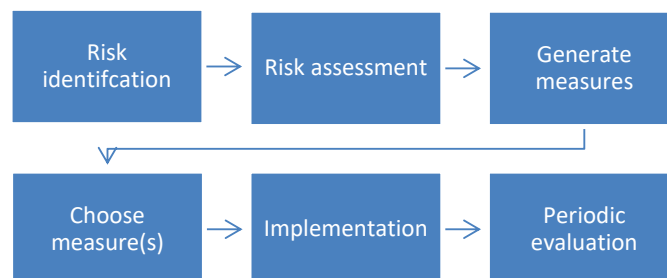 Risk
identifcation
Risk assessment
Generate
measures
Choose
measure(s)
Implementation
Periodic
evaluation